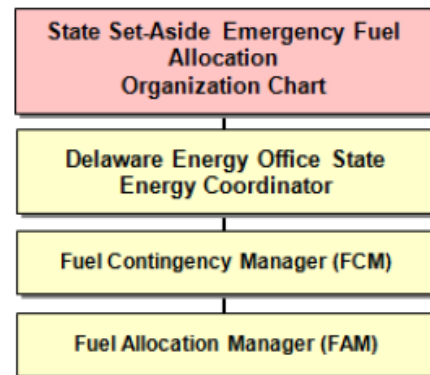 State Set-Aside Emergency Fuel
Allocation
Organization Chart
Delaware Energy Office State
Energy Coordinator
Fuel Contingency Manager (FCM)
Fuel Allocation Manager (FAM)